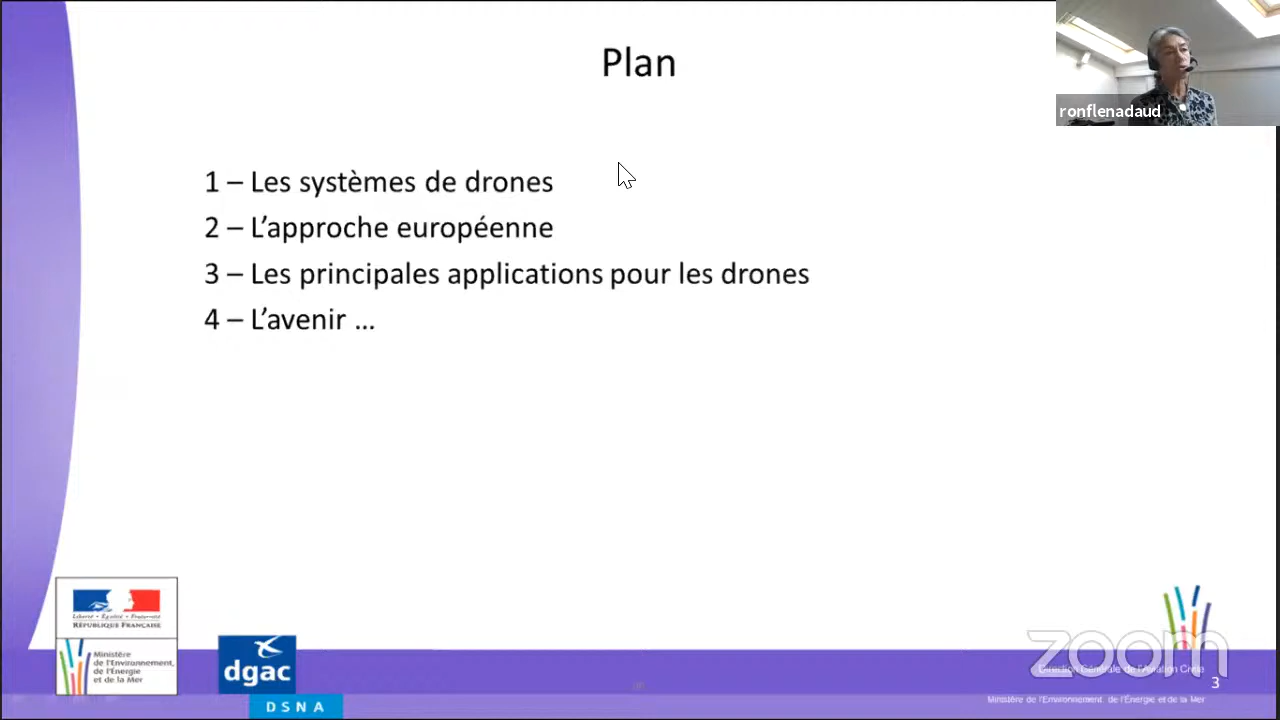 Plan
ronflenadaud
1 – Les systèmes de drones
2 – L’approche européenne
3 – Les principales applications pour les drones
4 – L’avenir …
Liberté • Égalité • Fraternité
RÉPUBLIQUE FRANÇAISE
Ministère
de l'Environnement,
de l'Énergie
et de la Mer
dgac
DSNA
zoom
Direction Générale de l'Aviation Civile
3
Ministère de l'Environnement, de l'Énergie et de la Mer